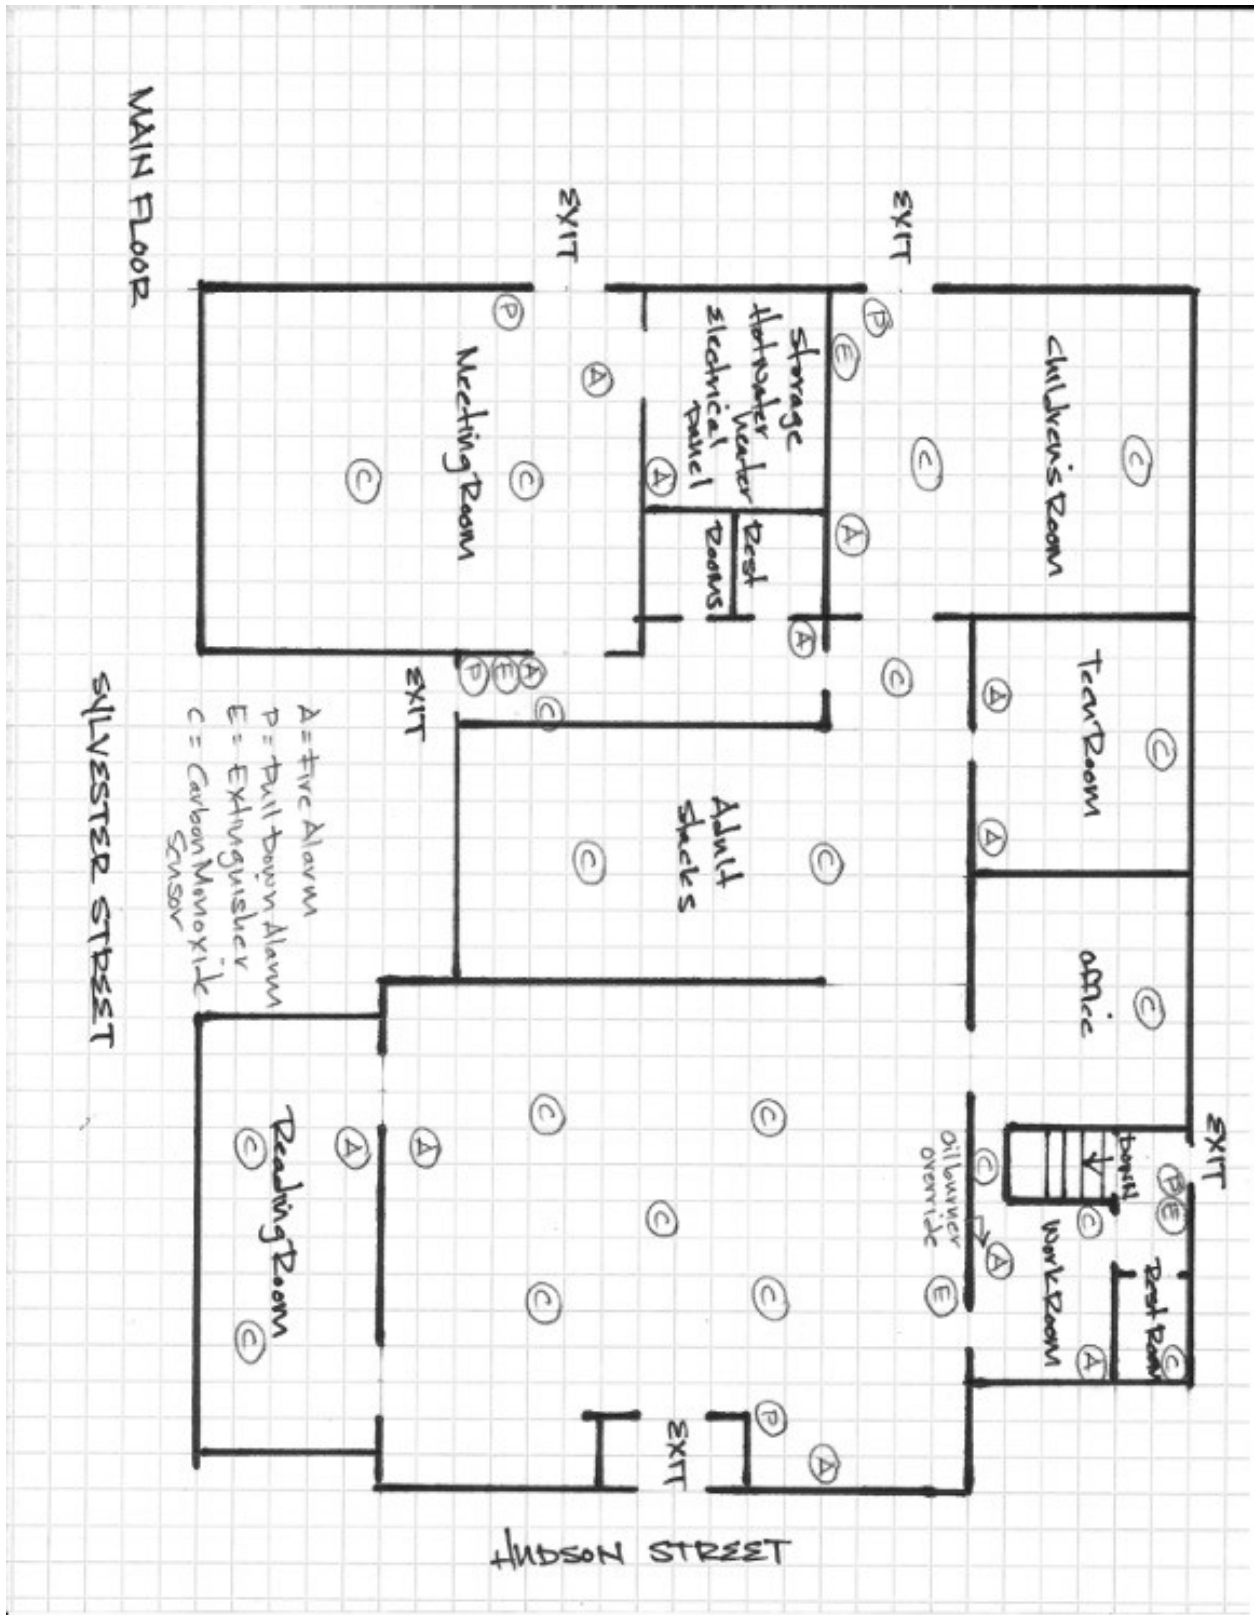 MAIN FLOOR
EXIT
EXIT
P
Meeting Room
A
C
C
Storage
Hot water heater
Electrical
Panel
A
Rest
Rooms
P
E
Children's Room
C
C
A
A
EXIT
P E A
C
C
Teen Room
A
C
A
Adult
Stacks
C
C
Office
C
SYLVESTER STREET
A = Fire Alarm
P = Pull Down Alarm
E = Extinguisher
C = Carbon Monoxide
Sensor
Reading Room
C
C
A
A
C
C
C
C
C
Oil burner
override
E
C
DOWN
EXIT
P E
C
A
Work Room
A
Rest Room
C
P
A
EXIT
HUDSON STREET